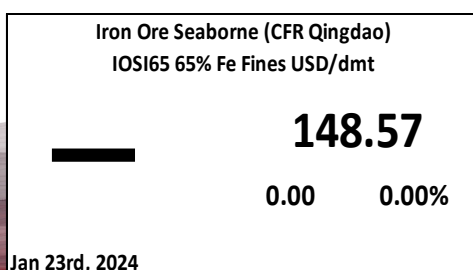 Iron Ore Seaborne (CFR Qingdao)
IOSI65 65% Fe Fines USD/dmt
148.57
0.00 0.00%
Jan 23rd, 2024